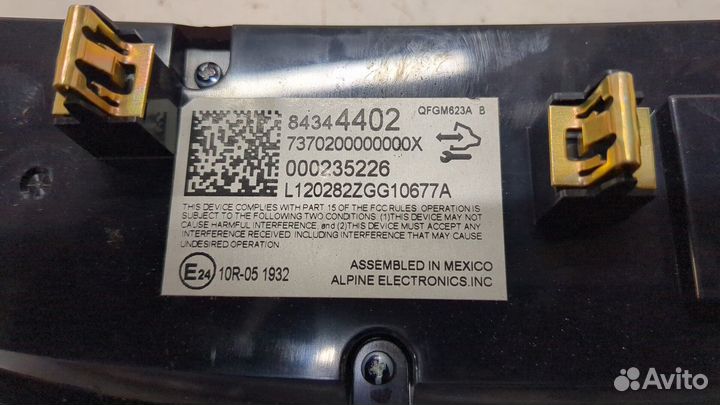 84344402
QFGM623A B
7370200000000X
000235226
L120282ZGG10677A
THIS DEVICE COMPLIES WITH PART 15 OF THE FCC RULES. OPERATION IS
SUBJECT TO THE FOLLOWING TWO CONDITIONS. (1)THIS DEVICE MAY NOT
CAUSE HARMFUL INTERFERENCE, and (2)THIS DEVICE MUST ACCEPT ANY
INTERFERENCE RECEIVED, INCLUDING INTERFERENCE THAT MAY CAUSE
UNDESIRED OPERATION.
E24 10R-05 1932
ASSEMBLED IN MEXICO
ALPINE ELECTRONICS.INC
Avito